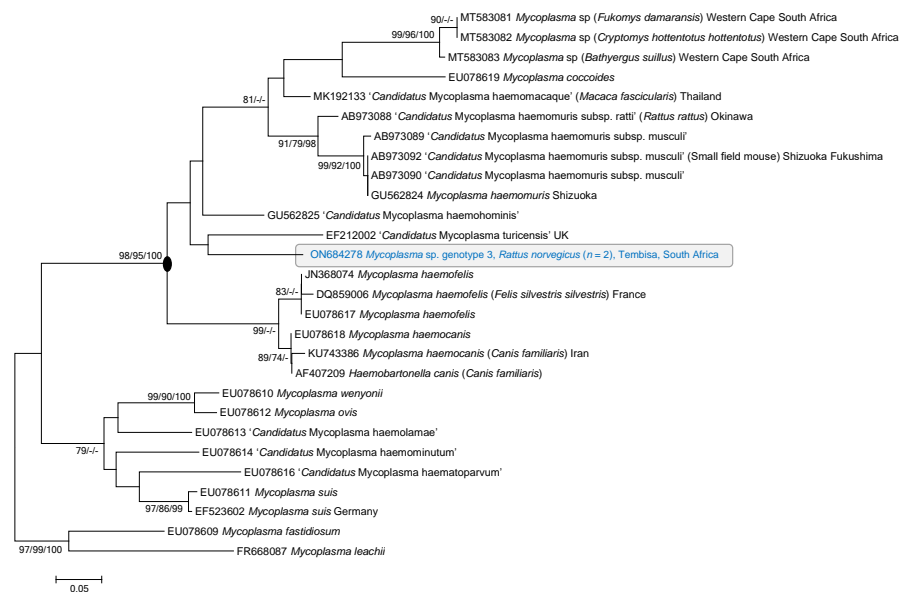 90/-/-
MT583081 Mycoplasma sp (Fukomys damaransis) Western Cape South Africa
99/96/100
MT583082 Mycoplasma sp (Cryptomys hottentotus hottentotus) Western Cape South Africa
MT583083 Mycoplasma sp (Bathyergus suillus) Western Cape South Africa
EU078619 Mycoplasma coccoides
81/-/-
MK192133 ‘Candidatus Mycoplasma haemomacaque’ (Macaca fascicularis) Thailand
AB973088 ‘Candidatus Mycoplasma haemomuris subsp. ratti’ (Rattus rattus) Okinawa
91/79/98
AB973089 ‘Candidatus Mycoplasma haemomuris subsp. musculi’
99/92/100
AB973092 ‘Candidatus Mycoplasma haemomuris subsp. musculi’ (Small field mouse) Shizuoka Fukushima
AB973090 ‘Candidatus Mycoplasma haemomuris subsp. musculi’
GU562824 Mycoplasma haemomuris Shizuoka
GU562825 ‘Candidatus Mycoplasma haemohominis’
EF212002 ‘Candidatus Mycoplasma turicensis’ UK
98/95/100
ON684278 Mycoplasma sp. genotype 3, Rattus norvegicus (n = 2), Tembisa, South Africa
JN368074 Mycoplasma haemofelis
83/-/-
DQ859006 Mycoplasma haemofelis (Felis silvestris silvestris) France
EU078617 Mycoplasma haemofelis
99/-/-
EU078618 Mycoplasma haemocanis
89/74/-
KU743386 Mycoplasma haemocanis (Canis familiaris) Iran
AF407209 Haemobartonella canis (Canis familiaris)
99/90/100
EU078610 Mycoplasma wenyonii
EU078612 Mycoplasma ovis
EU078613 ‘Candidatus Mycoplasma haemolamae’
79/-/-
EU078614 ‘Candidatus Mycoplasma haemominutum’
EU078616 ‘Candidatus Mycoplasma haematoparvum’
EU078611 Mycoplasma suis
97/86/99
EF523602 Mycoplasma suis Germany
EU078609 Mycoplasma fastidiosum
97/99/100
FR668087 Mycoplasma leachii
0.05